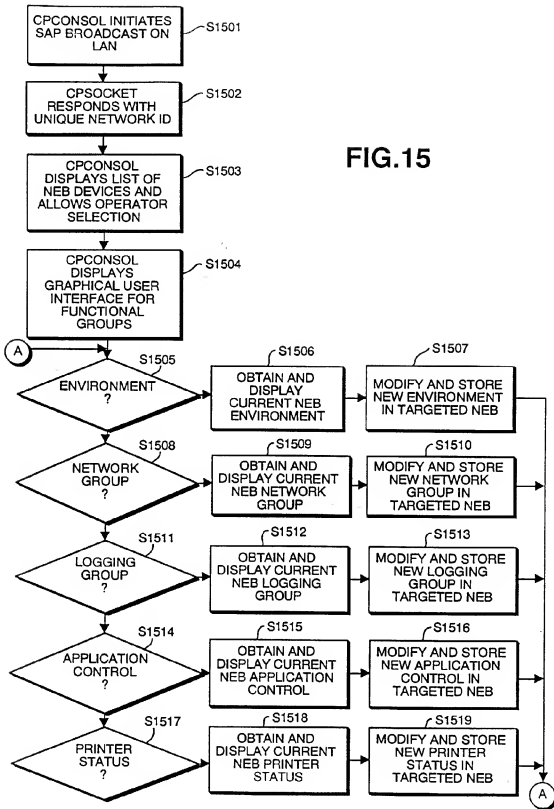 CPCONSOL INITIATES
SAP BROADCAST ON
LAN
S1501
CPSOCKET
RESPONDS WITH
UNIQUE NETWORK ID
S1502
CPCONSOL
DISPLAYS LIST OF
NEB DEVICES AND
ALLOWS OPERATOR
SELECTION
S1503
FIG.15
CPCONSOL
DISPLAYS
GRAPHICAL USER
INTERFACE FOR
FUNCTIONAL GROUPS
S1504
A
S1505
ENVIRONMENT
?
S1506
OBTAIN AND
DISPLAY
CURRENT NEB
ENVIRONMENT
S1507
MODIFY AND STORE
NEW ENVIRONMENT
IN TARGETED NEB
S1508
NETWORK
GROUP
?
S1509
OBTAIN AND
DISPLAY CURRENT
NEB NETWORK
GROUP
S1510
MODIFY AND STORE
NEW NETWORK
GROUP IN
TARGETED NEB
S1511
LOGGING
GROUP
?
S1512
OBTAIN AND
DISPLAY CURRENT
NEB LOGGING
GROUP
S1513
MODIFY AND STORE
NEW LOGGING
GROUP IN
TARGETED NEB
S1514
APPLICATION
CONTROL
?
S1515
OBTAIN AND
DISPLAY CURRENT
NEB APPLICATION
CONTROL
S1516
MODIFY AND STORE
NEW APPLICATION
CONTROL IN
TARGETED NEB
S1517
PRINTER
STATUS
?
S1518
OBTAIN AND
DISPLAY CURRENT
NEB PRINTER
STATUS
S1519
MODIFY AND STORE
NEW PRINTER
STATUS IN
TARGETED NEB
A